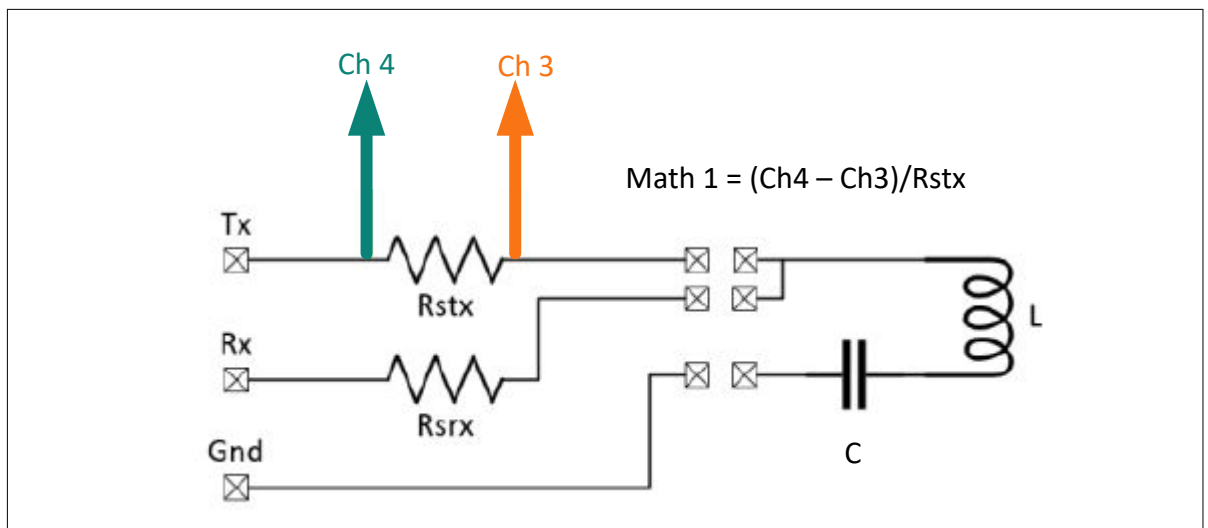 Ch 4
Ch 3
Math 1 = (Ch4 – Ch3)/Rstx
Tx
Rstx
Rx
Rsrx
Gnd
L
C